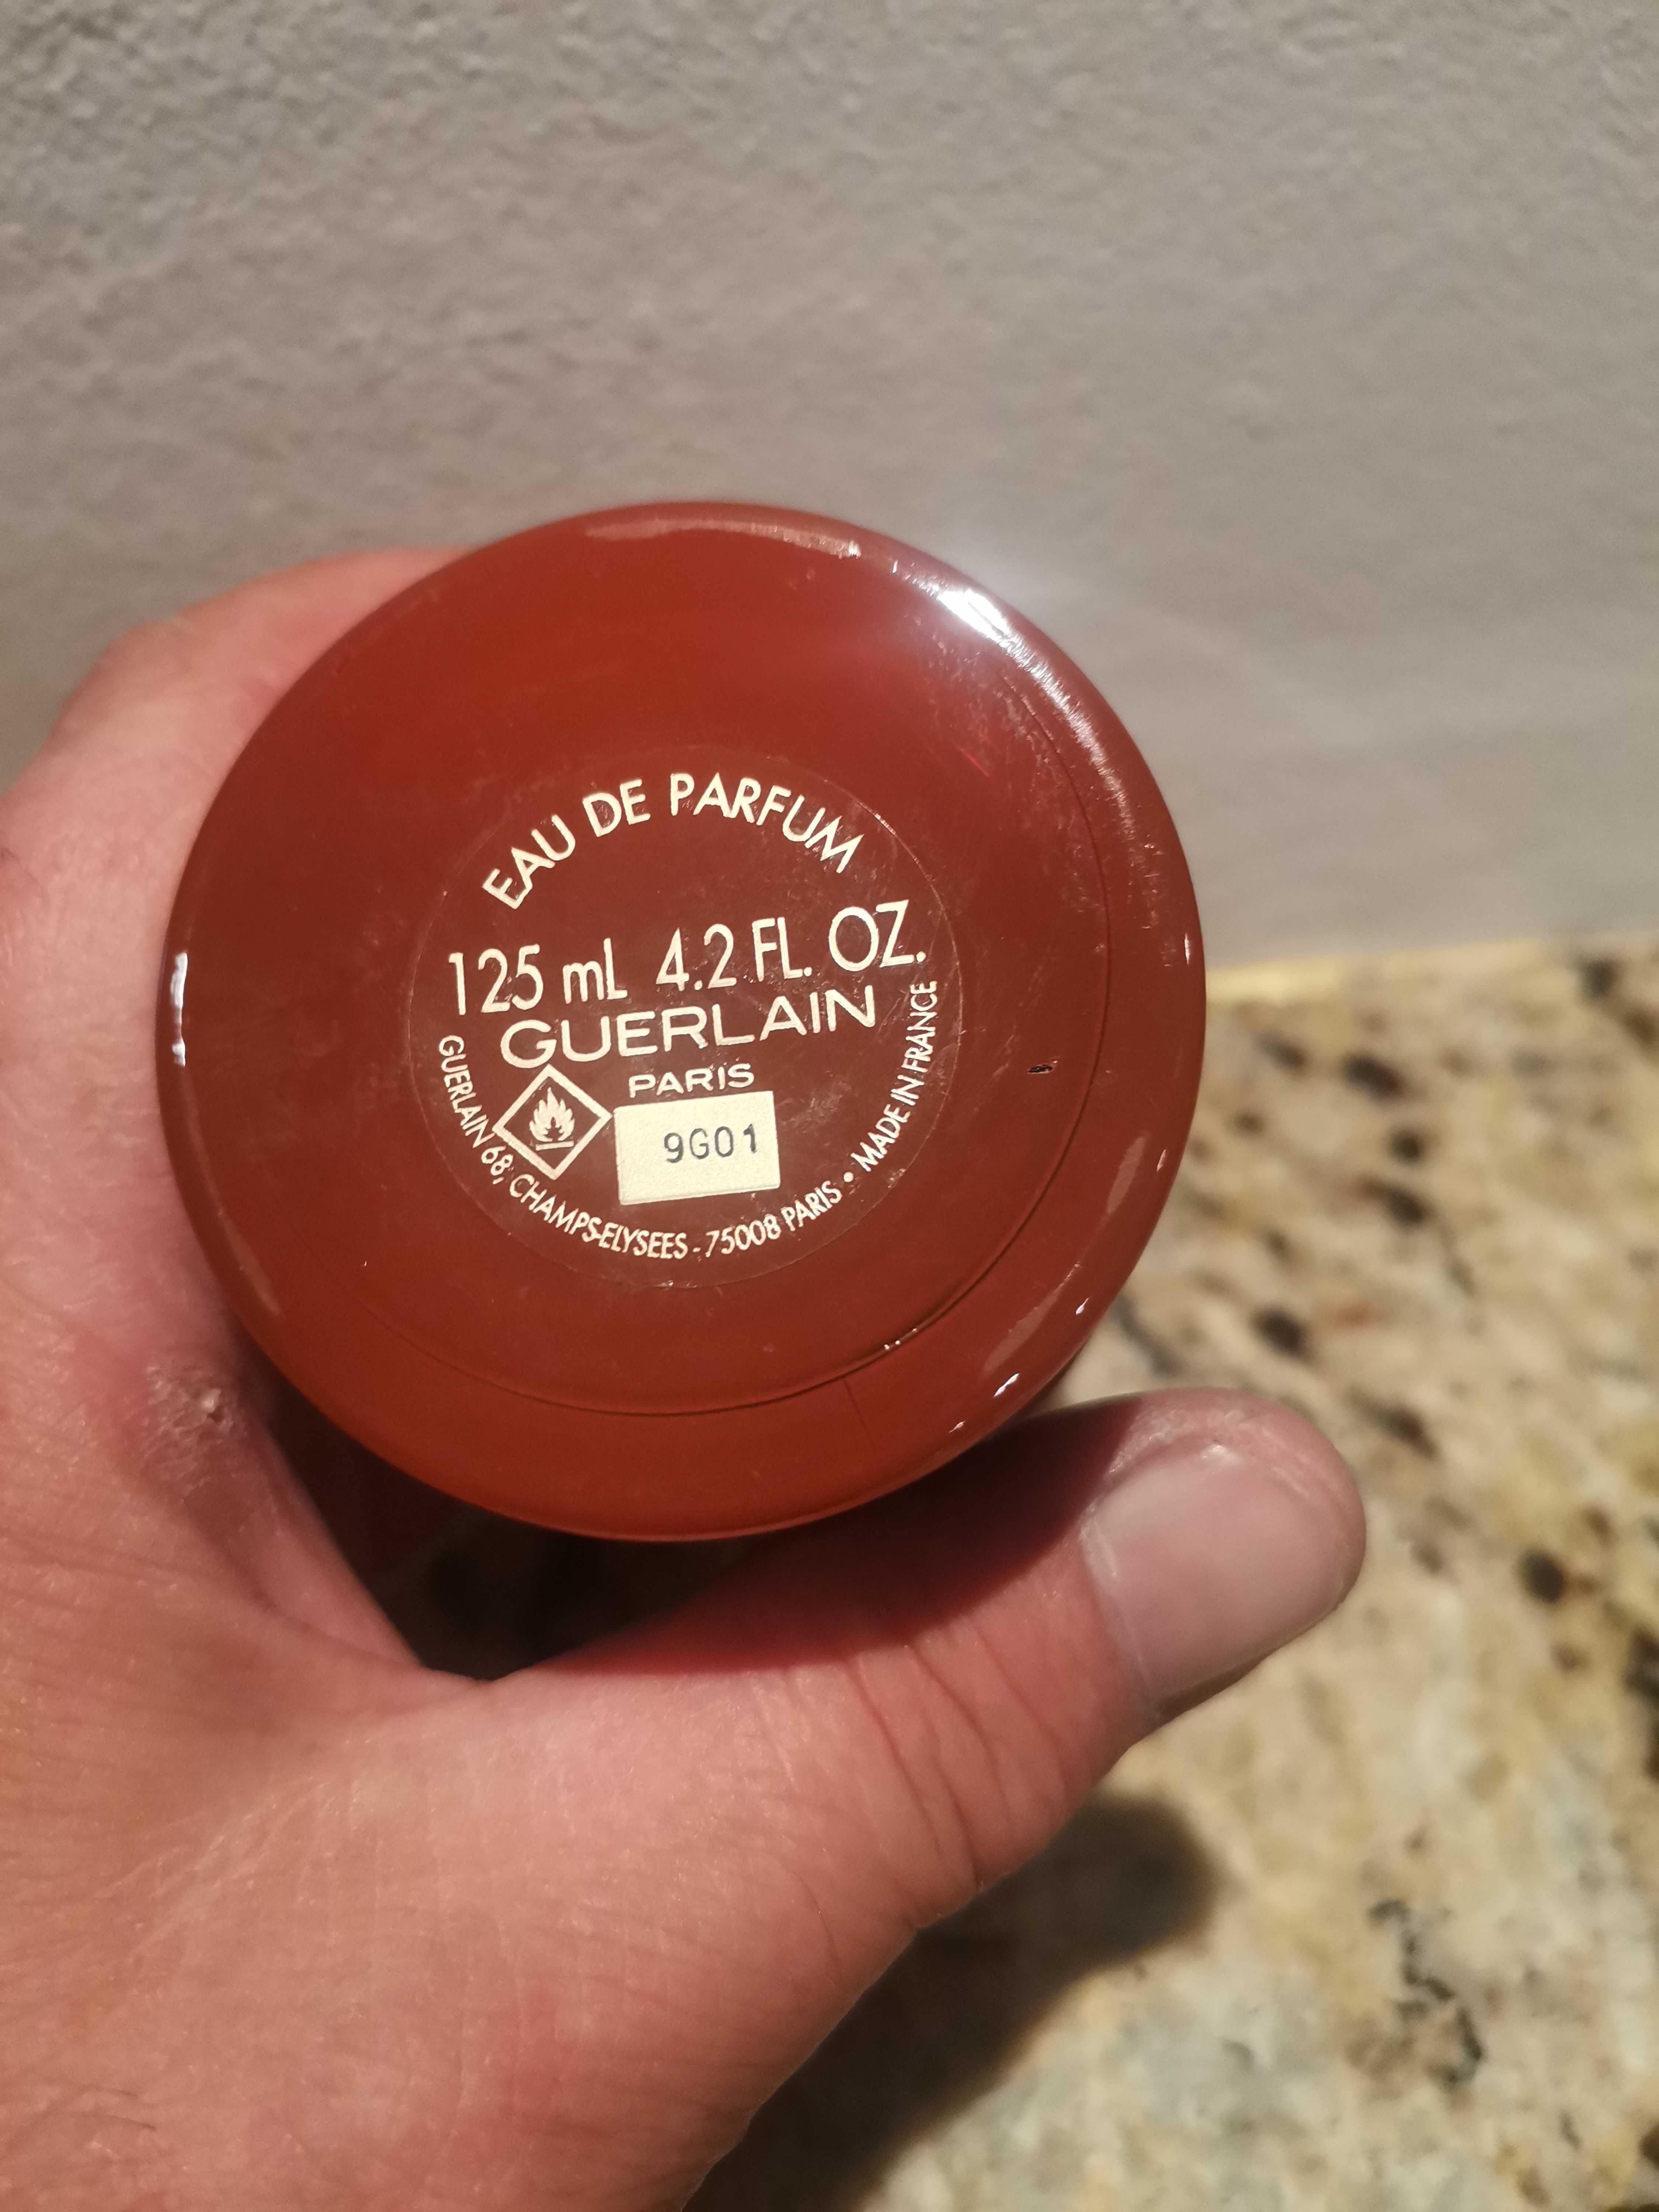 EAU DE PARFUM
125 mL 4.2 FL. OZ.
GUERLAIN
PARIS
9G01
GUERLAIN 68, CHAMPS-ELYSEES - 75008 PARIS • MADE IN FRANCE